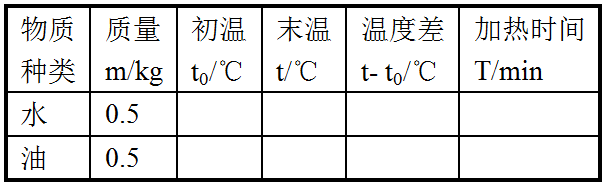 物质 质量 初温 末温 温度差 加热时间
种类 m/kg t₀/℃ t/℃ t- t₀/℃ T/min
水 0.5
油 0.5